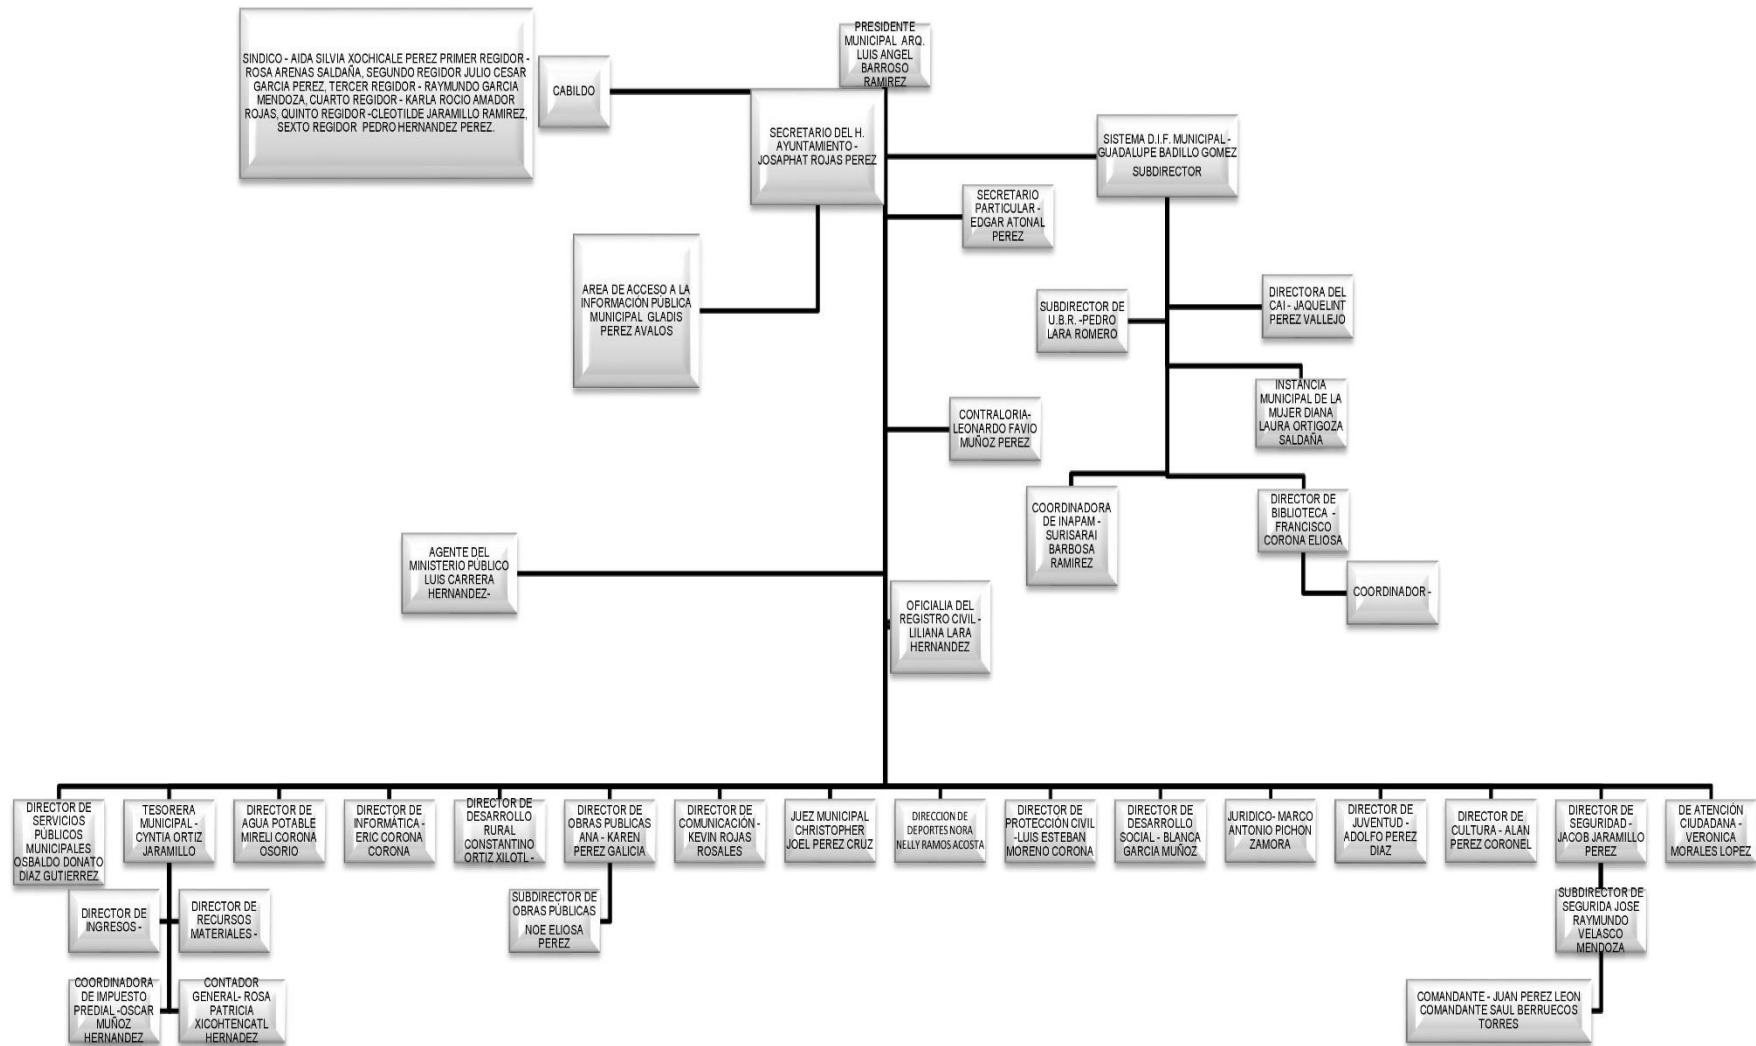 PRESIDENTE
MUNICIPAL ARQ.
LUIS ANGEL
BARROSO
RAMIREZ
SINDICO - AIDA SILVIA XOCHICALE PEREZ PRIMER REGIDOR -
ROSA ARENAS SALDAÑA, SEGUNDO REGIDOR JULIO CESAR
GARCIA PEREZ, TERCER REGIDOR - RAYMUNDO GARCIA
MENDOZA, CUARTO REGIDOR - KARLA ROCIO AMADOR
ROJAS, QUINTO REGIDOR -CLEOTILDE JARAMILLO RAMIREZ,
SEXTO REGIDOR PEDRO HERNANDEZ PEREZ.
CABILDO
SECRETARIO DEL H.
AYUNTAMIENTO -
JOSAPHAT ROJAS PEREZ
SISTEMA D.I.F. MUNICIPAL -
GUADALUPE BADILLO GOMEZ
SUBDIRECTOR
SECRETARIO
PARTICULAR -
EDGAR ATONAL
PEREZ
AREA DE ACCESO A LA
INFORMACIÓN PÚBLICA
MUNICIPAL GLADIS
PEREZ AVALOS
SUBDIRECTOR DE
U.B.R. -PEDRO
LARA ROMERO
DIRECTORA DEL
CAI - JAQUELINT
PEREZ VALLEJO
INSTANCIA
MUNICIPAL DE LA
MUJER DIANA
LAURA ORTIGOZA
SALDAÑA
CONTRALORIA-
LEONARDO FAVIO
MUÑOZ PEREZ
COORDINADORA
DE INAPAM -
SURISARAI
BARBOSA
RAMIREZ
DIRECTOR DE
BIBLIOTECA -
FRANCISCO
CORONA ELIOSA
COORDINADOR -
AGENTE DEL
MINISTERIO PÚBLICO
LUIS CARRERA
HERNANDEZ-
OFICIALIA DEL
REGISTRO CIVIL -
LILIANA LARA
HERNANDEZ
DIRECTOR DE
SERVICIOS
PÚBLICOS
MUNICIPALES
OSBALDO DONATO
DIAZ GUTIERREZ
TESORERA
MUNICIPAL -
CYNTIA ORTIZ
JARAMILLO
DIRECTOR DE
AGUA POTABLE
MIRELI CORONA
OSORIO
DIRECTOR DE
INFORMÁTICA -
ERIC CORONA
CORONA
DIRECTOR DE
DESARROLLO
RURAL
CONSTANTINO
ORTIZ XILOTL -
DIRECTOR DE
OBRAS PUBLICAS
ANA - KAREN
PEREZ GALICIA
DIRECTOR DE
COMUNICACIÓN -
KEVIN ROJAS
ROSALES
JUEZ MUNICIPAL
CHRISTOPHER
JOEL PEREZ CRUZ
DIRECCION DE
DEPORTES NORA
NELLY RAMOS ACOSTA
DIRECTOR DE
PROTECCIÓN CIVIL
-LUIS ESTEBAN
MORENO CORONA
DIRECTOR DE
DESARROLLO
SOCIAL - BLANCA
GARCIA MUÑOZ
JURIDICO- MARCO
ANTONIO PICHON
ZAMORA
DIRECTOR DE
JUVENTUD -
ADOLFO PEREZ
DIAZ
DIRECTOR DE
CULTURA - ALAN
PEREZ CORONEL
DIRECTOR DE
SEGURIDAD -
JACOB JARAMILLO
PEREZ
DE ATENCIÓN
CIUDADANA -
VERONICA
MORALES LOPEZ
DIRECTOR DE
INGRESOS -
DIRECTOR DE
RECURSOS
MATERIALES -
SUBDIRECTOR DE
OBRAS PÚBLICAS
NOE ELIOSA
PEREZ
SUBDIRECTOR DE
SEGURIDA JOSE
RAYMUNDO
VELASCO
MENDOZA
COORDINADORA
DE IMPUESTO
PREDIAL -OSCAR
MUÑOZ
HERNANDEZ
CONTADOR
GENERAL- ROSA
PATRICIA
XICOHTENCATL
HERNADEZ
COMANDANTE - JUAN PEREZ LEON
COMANDANTE SAUL BERRUECOS
TORRES